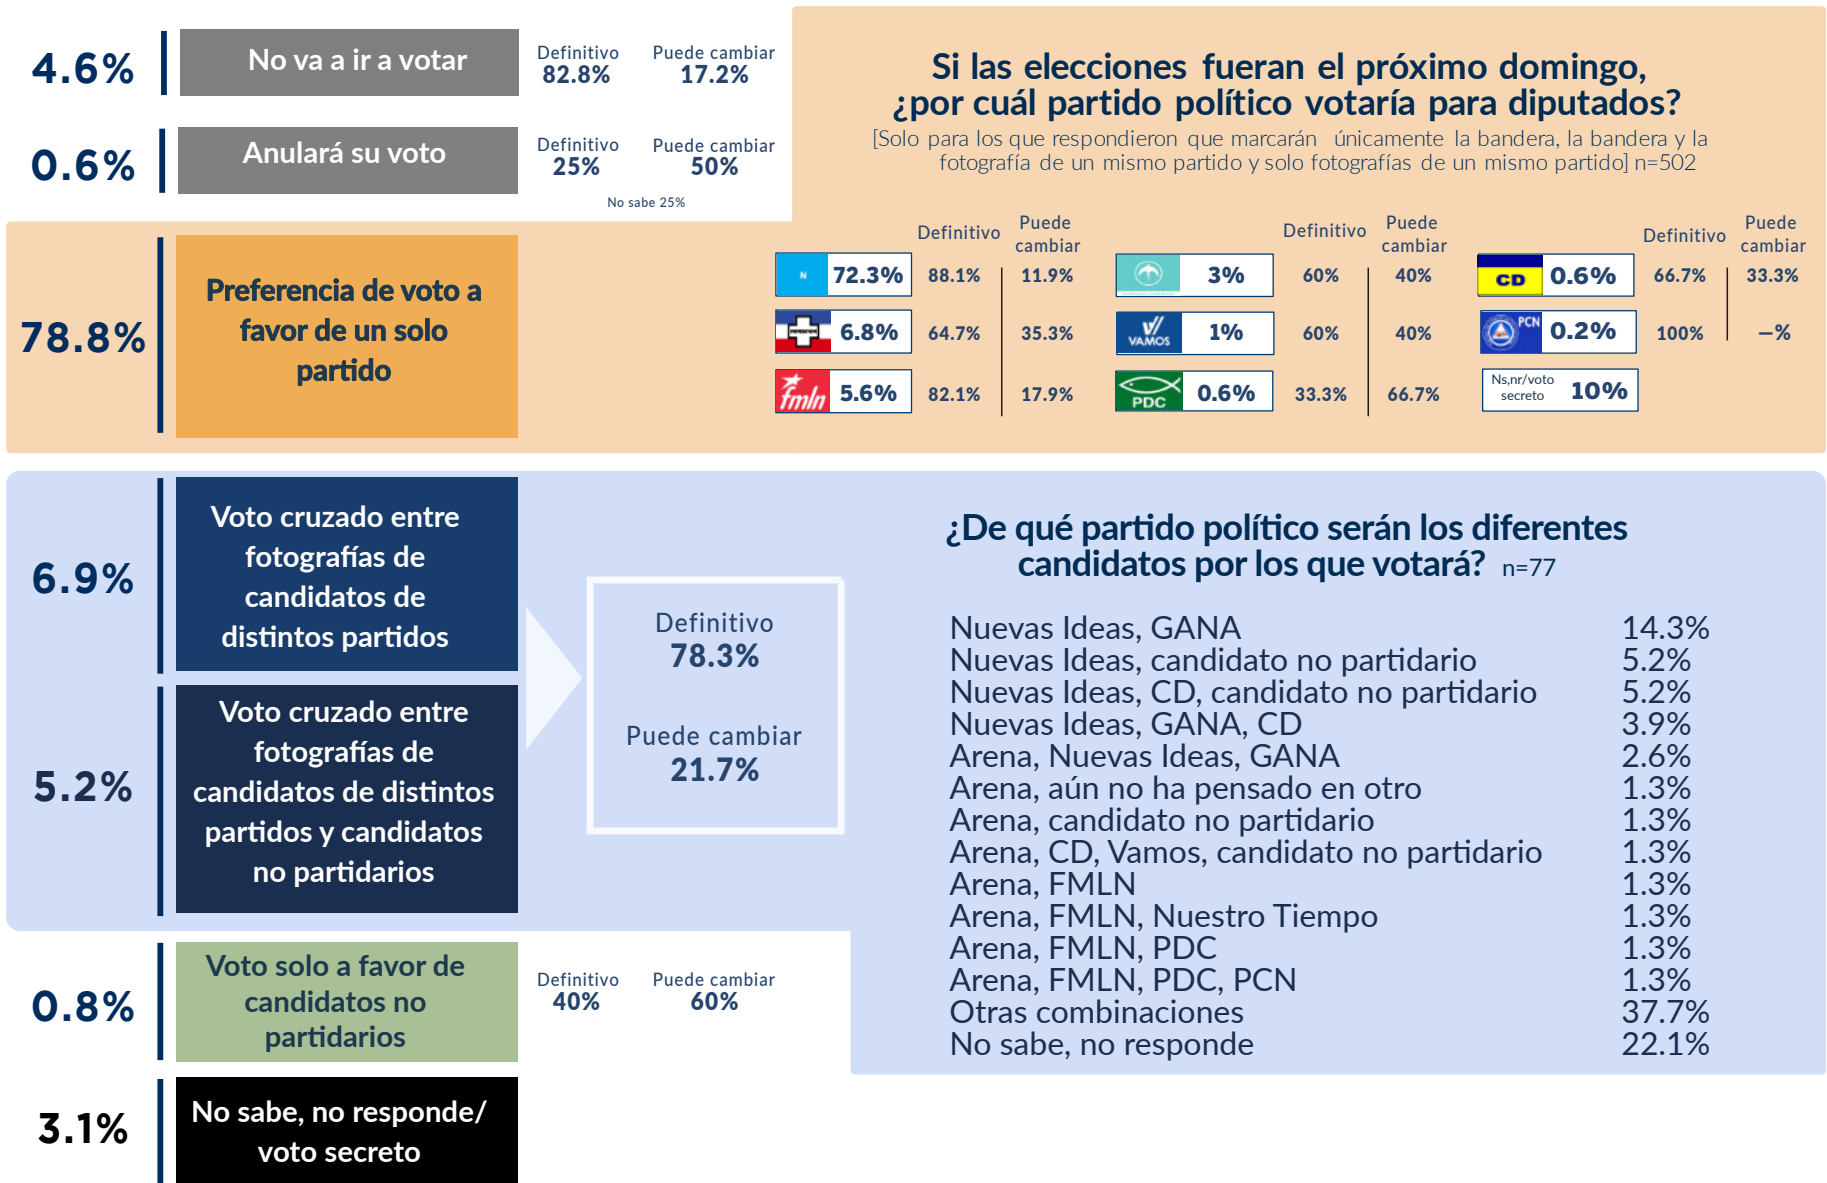 4.6%
No va a ir a votar
Definitivo
82.8%
Puede cambiar
17.2%
0.6%
Anulará su voto
Definitivo
25%
Puede cambiar
50%
No sabe 25%
Si las elecciones fueran el próximo domingo,
¿por cuál partido político votaría para diputados?
[Solo para los que respondieron que marcarán únicamente la bandera, la bandera y la
fotografía de un mismo partido y solo fotografías de un mismo partido] n=502
78.8%
Preferencia de voto a
favor de un solo
partido
Definitivo
Puede
cambiar
N 72.3% 88.1% 11.9%
6.8% 64.7% 35.3%
fmln 5.6% 82.1% 17.9%
Definitivo
Puede
cambiar
3% 60% 40%
VAMOS 1% 60% 40%
PDC 0.6% 33.3% 66.7%
Definitivo
Puede
cambiar
CD 0.6% 66.7% 33.3%
PCN 0.2% 100% –%
Ns,nr/voto
secreto
10%
6.9%
Voto cruzado entre
fotografías de
candidatos de
distintos partidos
5.2%
Voto cruzado entre
fotografías de
candidatos de distintos
partidos y candidatos
no partidarios
Definitivo
78.3%
Puede cambiar
21.7%
¿De qué partido político serán los diferentes
candidatos por los que votará? n=77
Nuevas Ideas, GANA 14.3%
Nuevas Ideas, candidato no partidario 5.2%
Nuevas Ideas, CD, candidato no partidario 5.2%
Nuevas Ideas, GANA, CD 3.9%
Arena, Nuevas Ideas, GANA 2.6%
Arena, aún no ha pensado en otro 1.3%
Arena, candidato no partidario 1.3%
Arena, CD, Vamos, candidato no partidario 1.3%
Arena, FMLN 1.3%
Arena, FMLN, Nuestro Tiempo 1.3%
Arena, FMLN, PDC 1.3%
Arena, FMLN, PDC, PCN 1.3%
Otras combinaciones 37.7%
No sabe, no responde 22.1%
0.8%
Voto solo a favor de
candidatos no
partidarios
Definitivo
40%
Puede cambiar
60%
3.1%
No sabe, no responde/
voto secreto